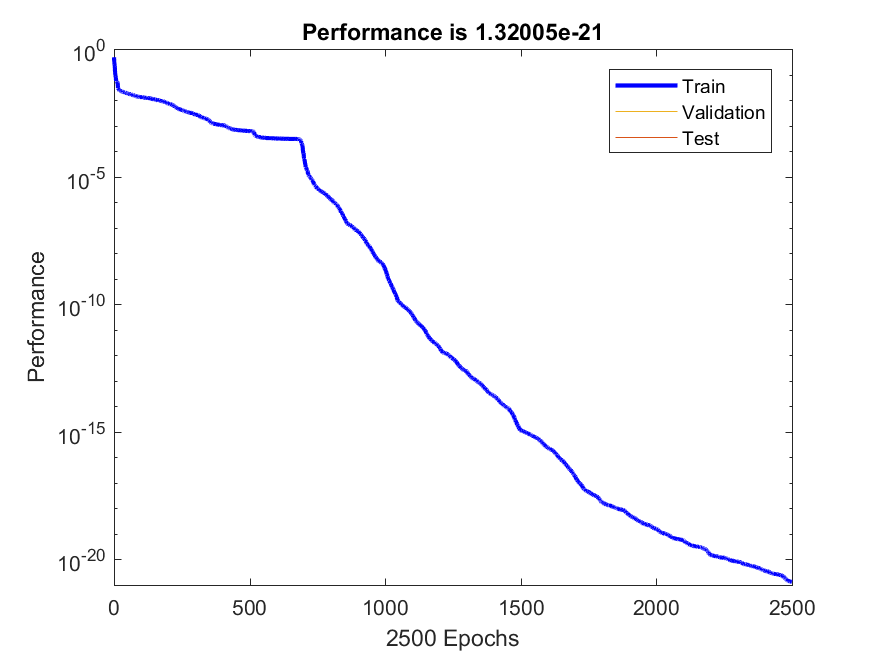 Performance is 1.32005e-21
10^0
10^-5
10^-10
10^-15
10^-20
Performance
Train
Validation
Test
0 500 1000 1500 2000 2500
2500 Epochs